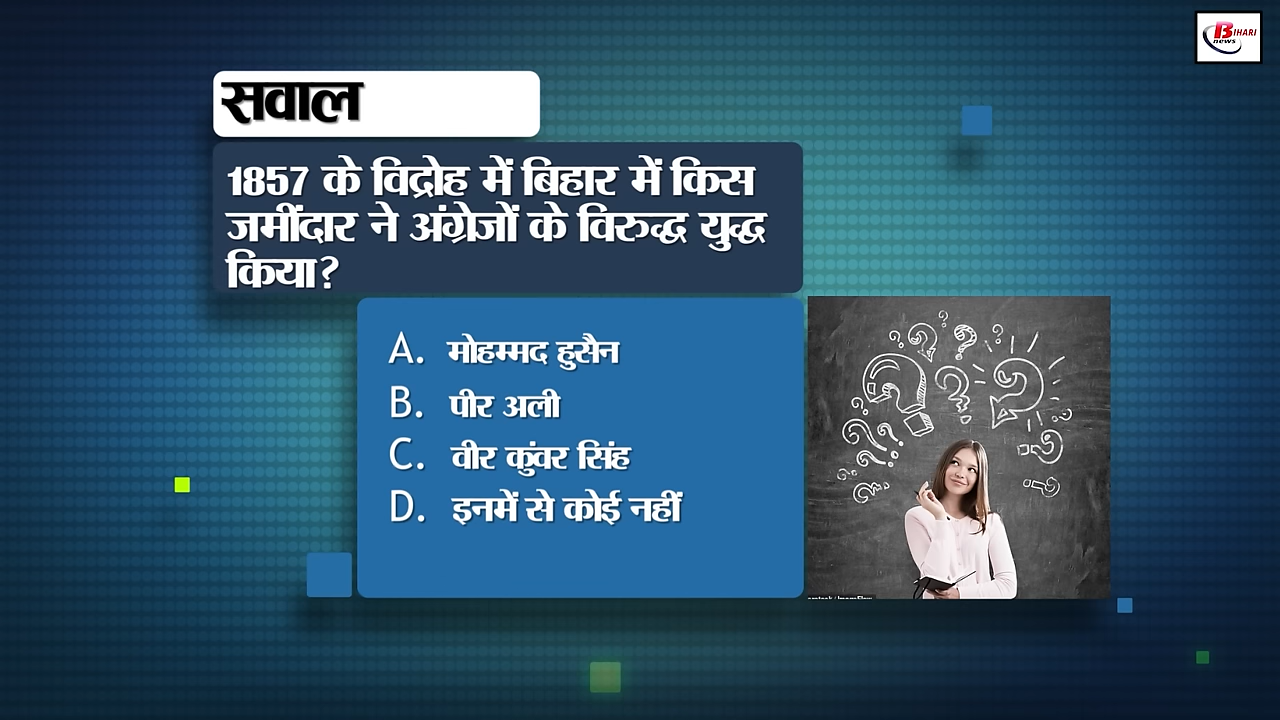 BIHARI
news
सवाल
1857 के विद्रोह में बिहार में किस
जमींदार ने अंग्रेजों के विरुद्ध युद्ध
किया?
A. मोहम्मद हुसैन
B. पीर अली
C. वीर कुंवर सिंह
D. इनमें से कोई नहीं